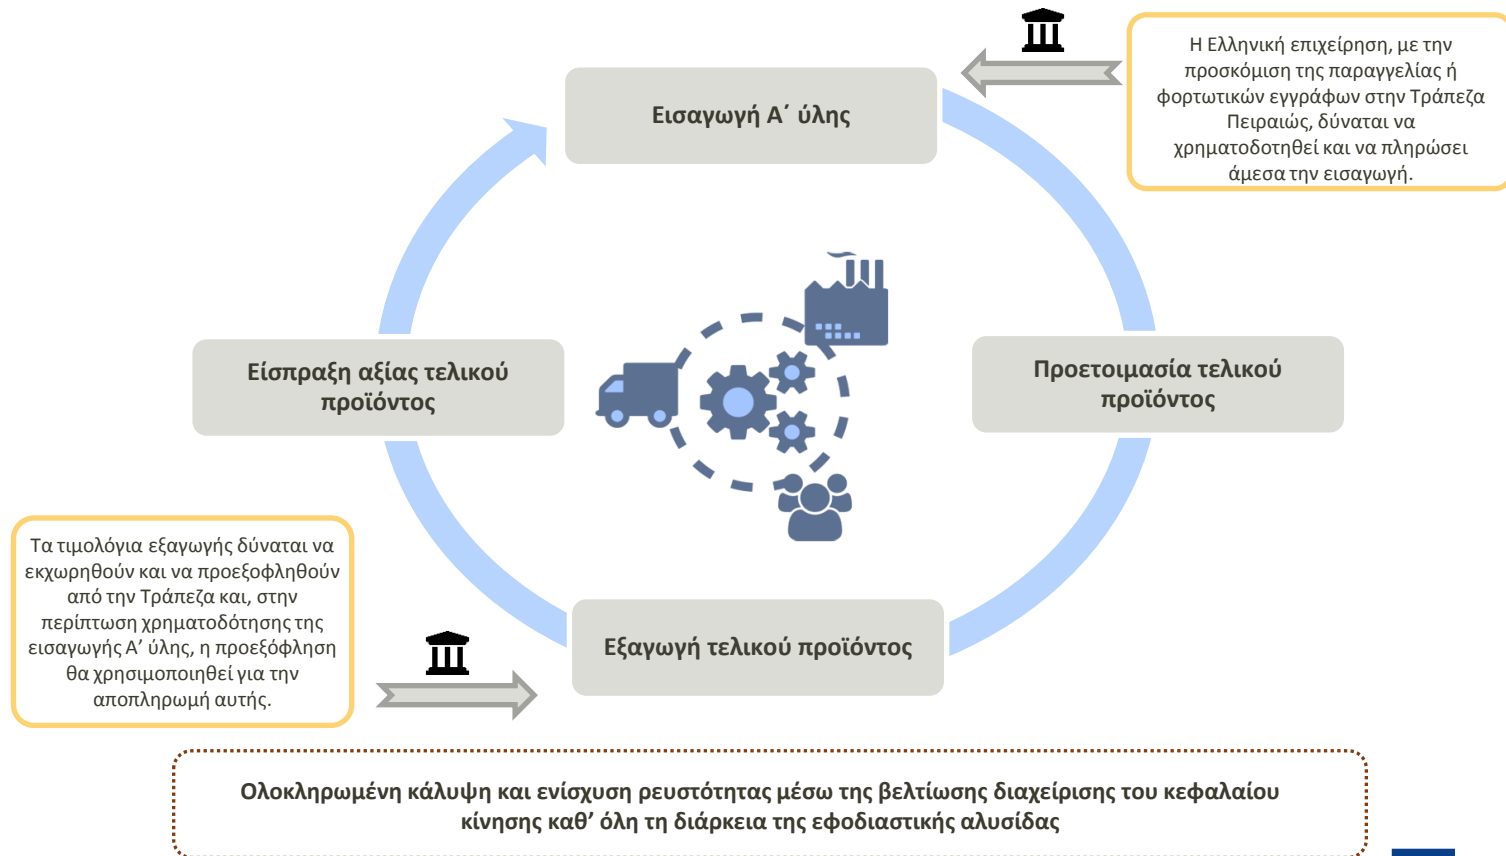 Η Ελληνική επιχείρηση, με την
προσκόμιση της παραγγελίας ή
φορτωτικών εγγράφων στην Τράπεζα
Πειραιώς, δύναται να
χρηματοδοτηθεί και να πληρώσει
άμεσα την εισαγωγή.
Εισαγωγή Α΄ ύλης
Προετοιμασία τελικού
προϊόντος
Είσπραξη αξίας τελικού
προϊόντος
Εξαγωγή τελικού προϊόντος
Τα τιμολόγια εξαγωγής δύναται να
εκχωρηθούν και να προεξοφληθούν
από την Τράπεζα και, στην
περίπτωση χρηματοδότησης της
εισαγωγής Α’ ύλης, η προεξόφληση
θα χρησιμοποιηθεί για την
αποπληρωμή αυτής.
Ολοκληρωμένη κάλυψη και ενίσχυση ρευστότητας μέσω της βελτίωσης διαχείρισης του κεφαλαίου
κίνησης καθ’ όλη τη διάρκεια της εφοδιαστικής αλυσίδας